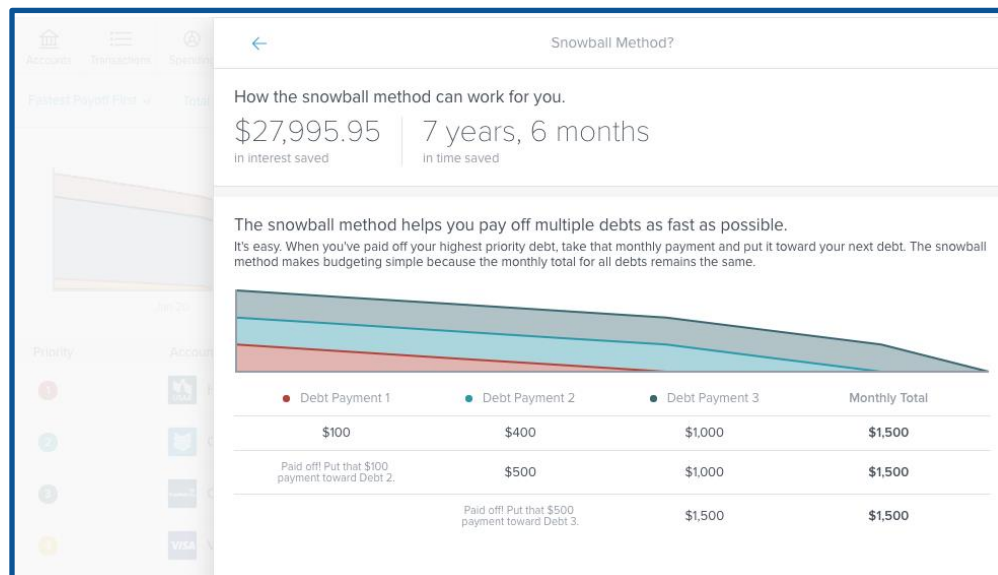 Snowball Method?
Accounts Transactions Spending
Fastest Payoff First Total
How the snowball method can work for you.
$27,995.95 7 years, 6 months
in interest saved in time saved
The snowball method helps you pay off multiple debts as fast as possible.
It's easy. When you've paid off your highest priority debt, take that monthly payment and put it toward your next debt. The snowball
method makes budgeting simple because the monthly total for all debts remains the same.
Priority
1
2
3
VISA
Debt Payment 1 Debt Payment 2 Debt Payment 3 Monthly Total
$100 $400 $1,000 $1,500
Paid off! Put that $100
payment toward Debt 2.
$500 $1,000 $1,500
Paid off! Put that $500
payment toward Debt 3.
$1,500 $1,500